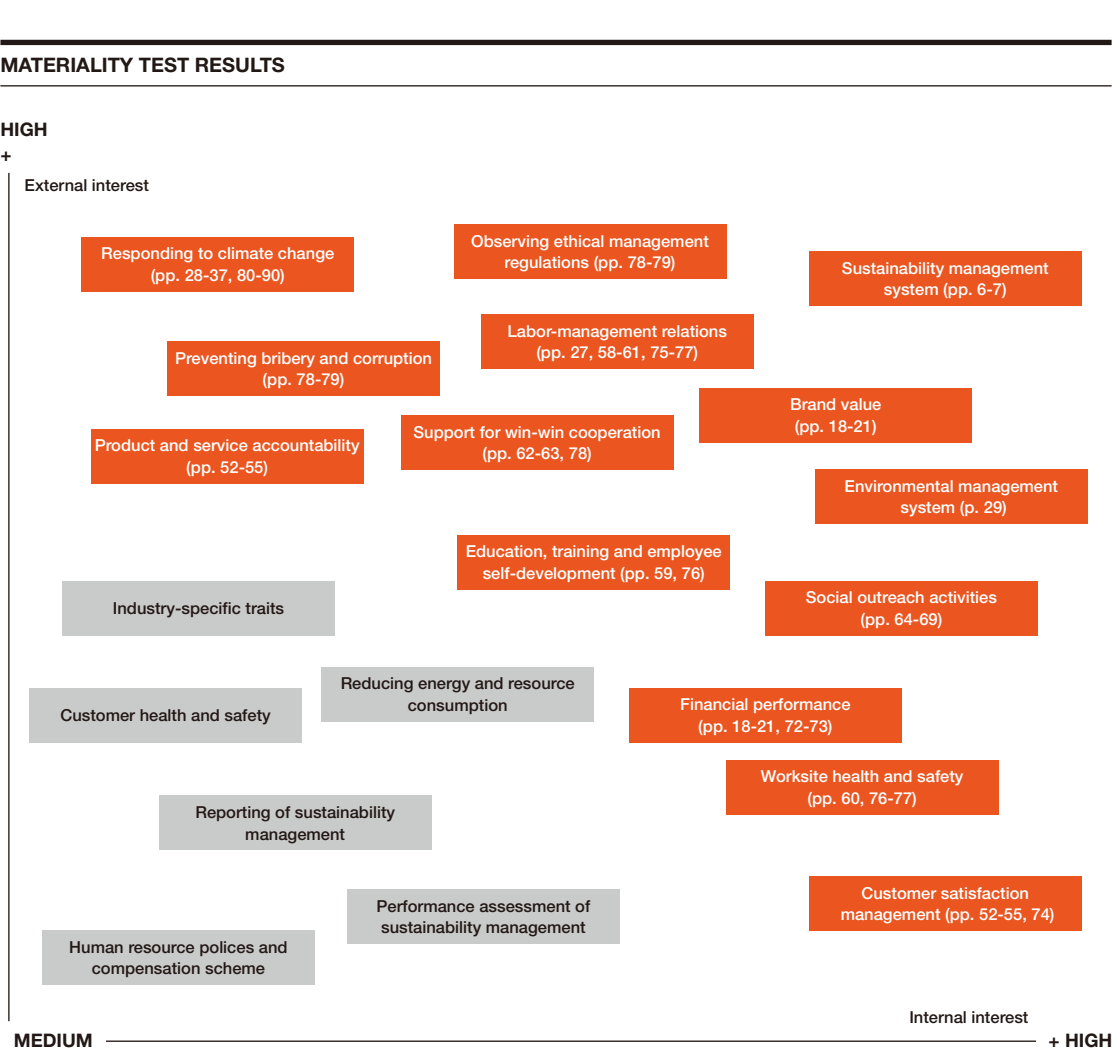 MATERIALITY TEST RESULTS
HIGH
+
External interest
Responding to climate change
(pp. 28-37, 80-90)
Observing ethical management
regulations (pp. 78-79)
Sustainability management
system (pp. 6-7)
Labor-management relations
(pp. 27, 58-61, 75-77)
Preventing bribery and corruption
(pp. 78-79)
Brand value
(pp. 18-21)
Support for win-win cooperation
(pp. 62-63, 78)
Product and service accountability
(pp. 52-55)
Environmental management
system (p. 29)
Education, training and employee
self-development (pp. 59, 76)
Industry-specific traits
Social outreach activities
(pp. 64-69)
Reducing energy and resource
consumption
Customer health and safety
Financial performance
(pp. 18-21, 72-73)
Worksite health and safety
(pp. 60, 76-77)
Reporting of sustainability
management
Customer satisfaction
management (pp. 52-55, 74)
Performance assessment of
sustainability management
Human resource polices and
compensation scheme
Internal interest
MEDIUM
+ HIGH